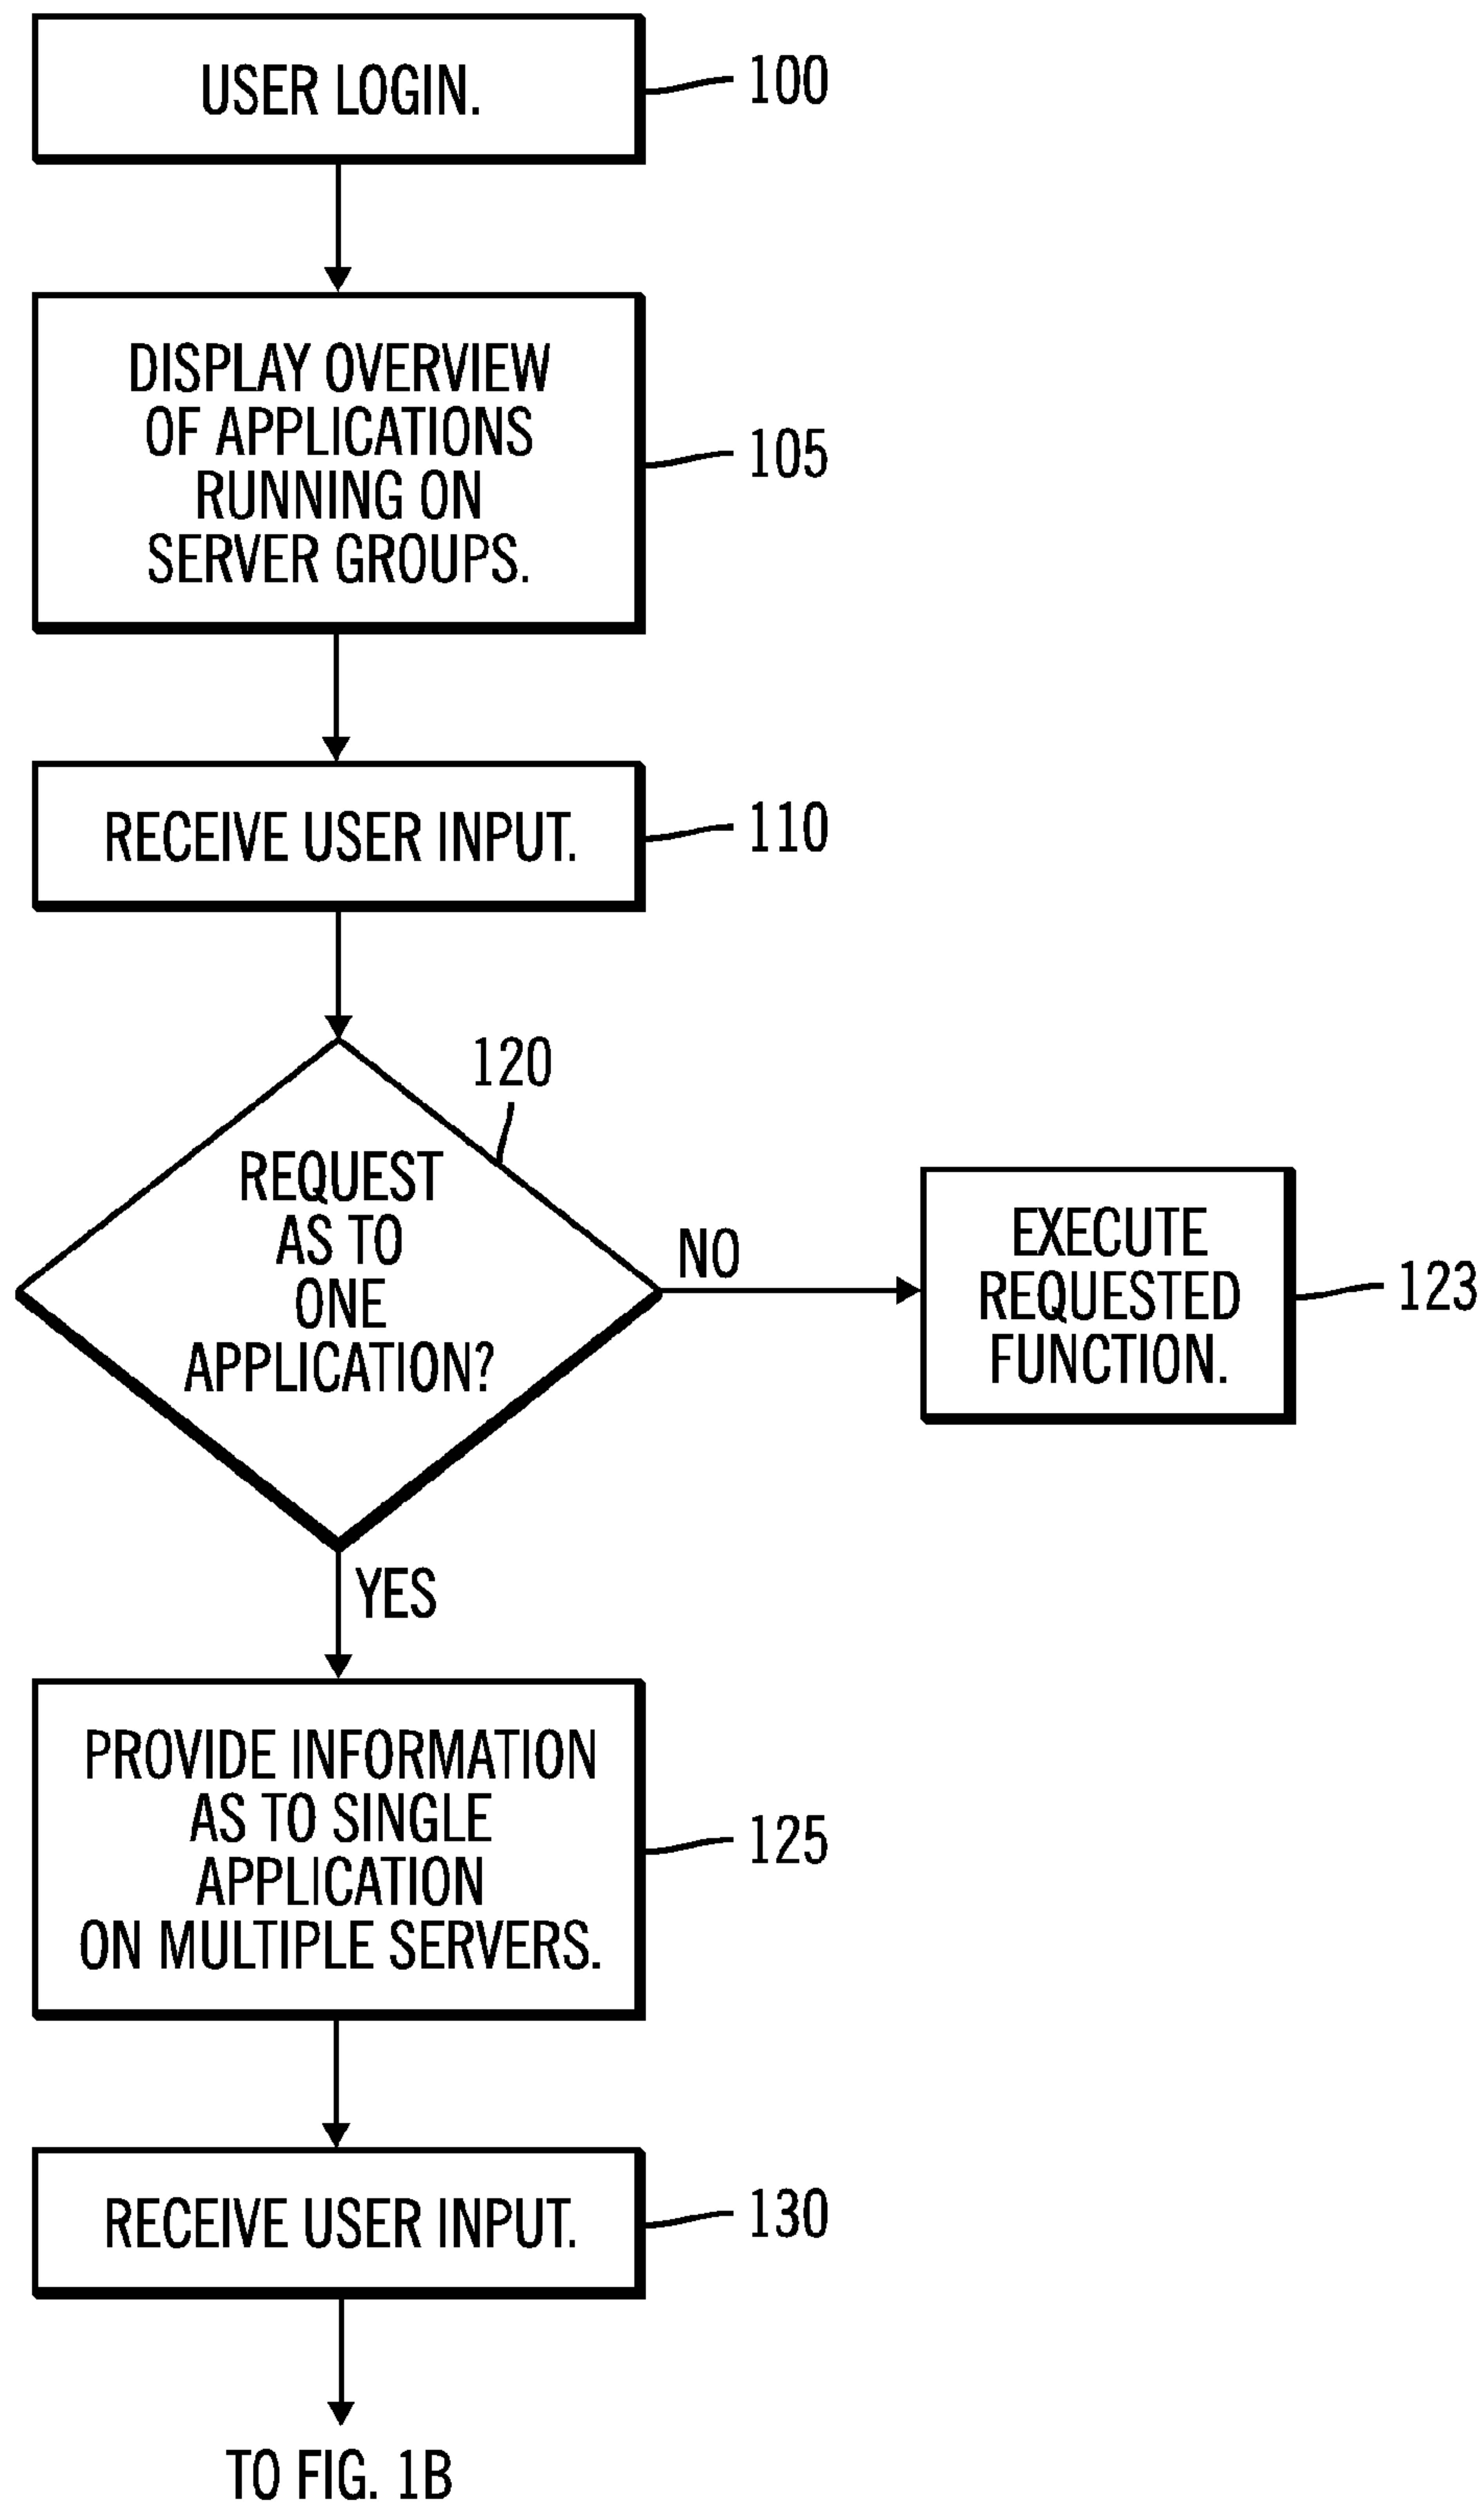 USER LOGIN.
100
DISPLAY OVERVIEW
OF APPLICATIONS
RUNNING ON
SERVER GROUPS.
105
RECEIVE USER INPUT.
110
120
REQUEST
AS TO
ONE
APPLICATION?
NO
EXECUTE
REQUESTED
FUNCTION.
123
YES
PROVIDE INFORMATION
AS TO SINGLE
APPLICATION
ON MULTIPLE SERVERS.
125
RECEIVE USER INPUT.
130
TO FIG. 1B